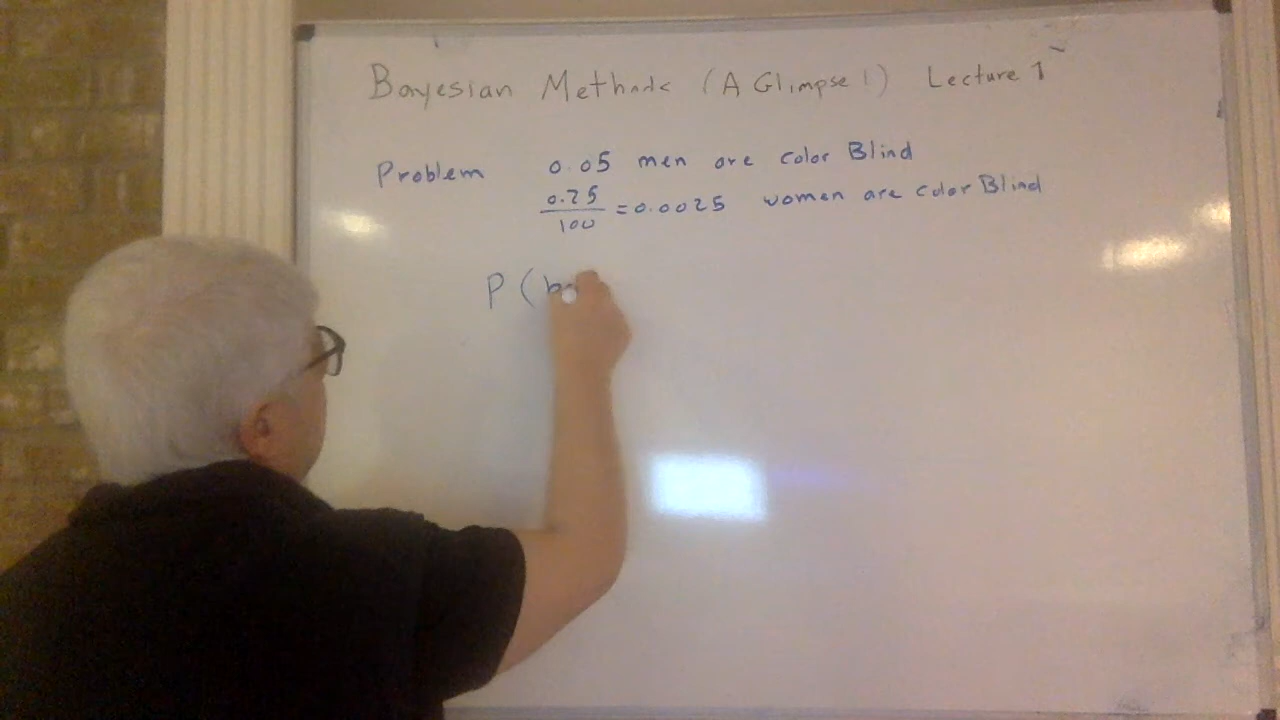 Bayesian Methods (A Glimpse!) Lecture 1
Problem 0.05 men are color Blind
0.25
100
= 0.0025 women are color Blind
P (b